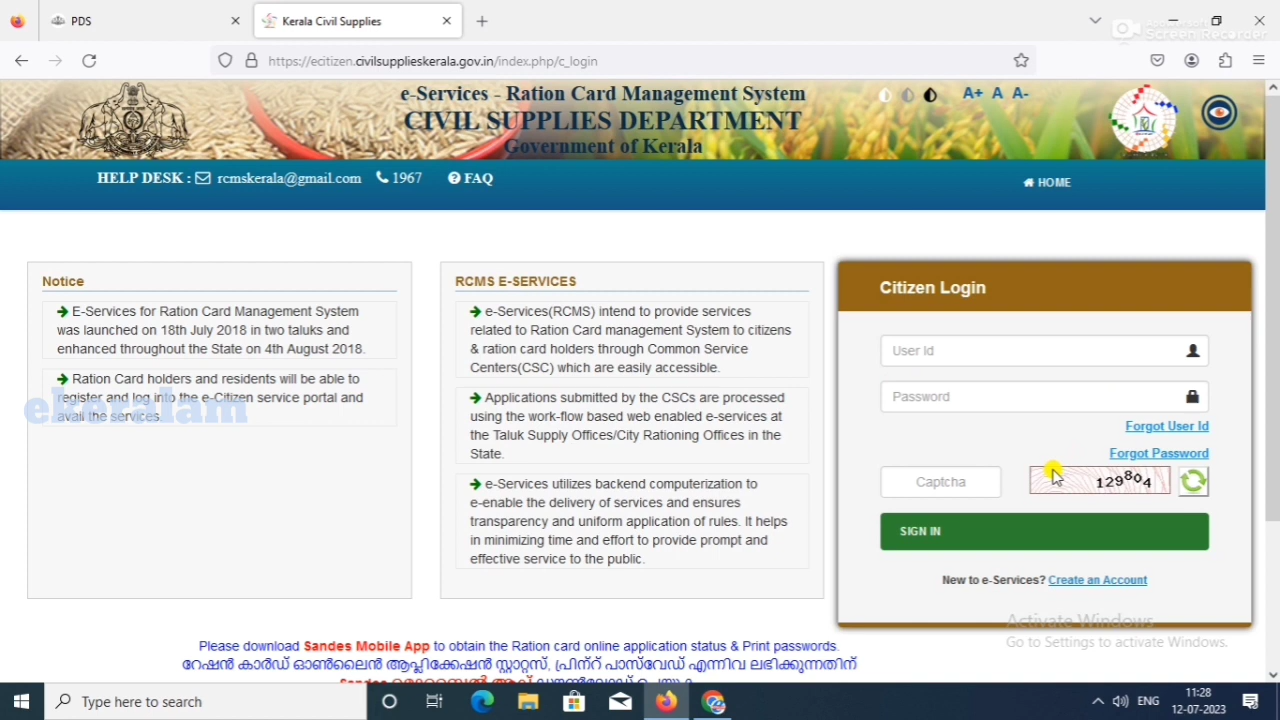 PDS
Kerala Civil Supplies
Screen Recorder
https://ecitizen.civilsupplieskerala.gov.in/index.php/c_login
e-Services - Ration Card Management System
CIVIL SUPPLIES DEPARTMENT
Government of Kerala
A+ A A-
HELP DESK : rcmskerala@gmail.com 1967 FAQ
HOME
Notice
E-Services for Ration Card Management System
was launched on 18th July 2018 in two taluks and
enhanced throughout the State on 4th August 2018.
Ration Card holders and residents will be able to
register and log into the e-Citizen service portal and
avail the services.
ekeralam
RCMS E-SERVICES
e-Services(RCMS) intend to provide services
related to Ration Card management System to citizens
& ration card holders through Common Service
Centers(CSC) which are easily accessible.
Applications submitted by the CSCs are processed
using the work-flow based web enabled e-services at
the Taluk Supply Offices/City Rationing Offices in the
State.
e-Services utilizes backend computerization to
e-enable the delivery of services and ensures
transparency and uniform application of rules. It helps
in minimizing time and effort to provide prompt and
effective service to the public.
Citizen Login
User Id
Password
Forgot User Id
Forgot Password
Captcha
129804
SIGN IN
New to e-Services? Create an Account
Activate Windows
Go to Settings to activate Windows.
Please download Sandes Mobile App to obtain the Ration card online application status & Print passwords.
റേഷൻ കാർഡ് ഓൺലൈൻ ആപ്ലിക്കേഷൻ സ്റ്റാറ്റസ്, പ്രിന്റ് പാസ്‌വേഡ് എന്നിവ ലഭിക്കുന്നതിന്
Type here to search
ENG
11:28
12-07-2023